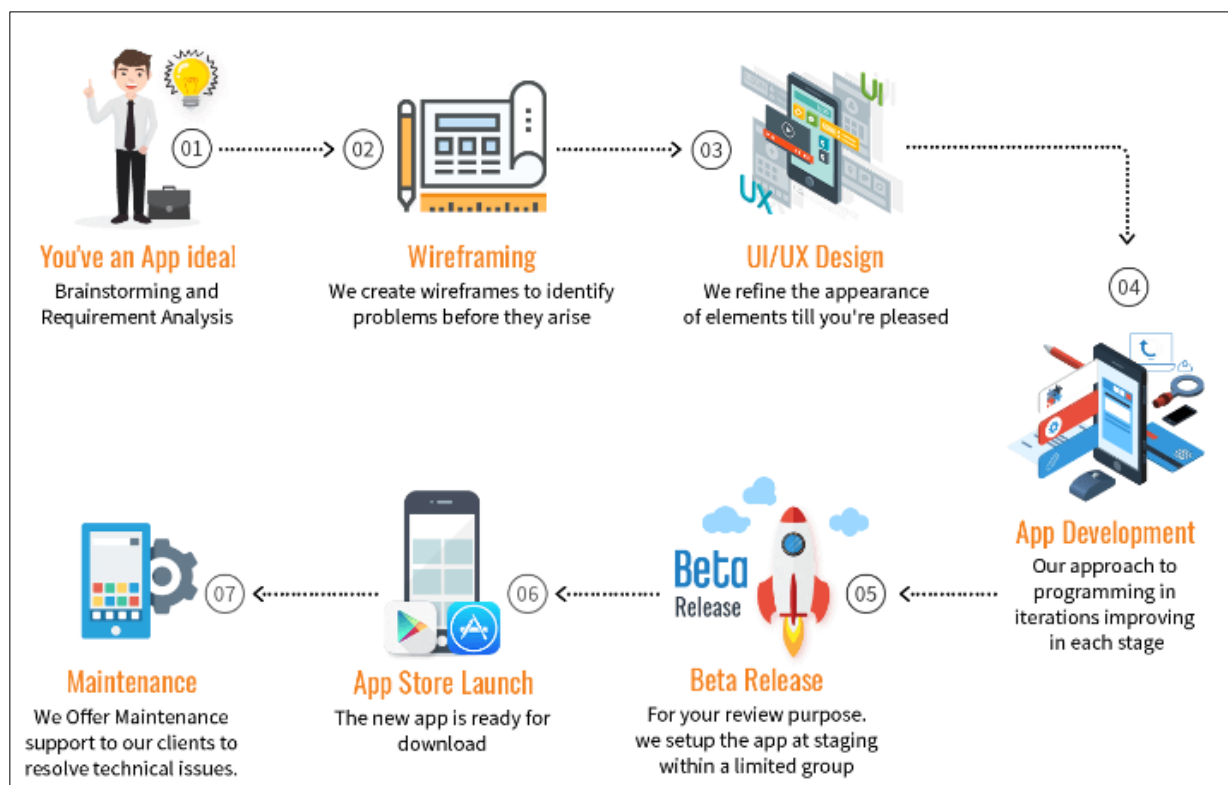 01
02
03
UI
UX
You've an App idea!
Brainstorming and
Requirement Analysis
Wireframing
We create wireframes to identify
problems before they arise
UI/UX Design
We refine the appearance
of elements till you're pleased
04
App Development
Our approach to
programming in
iterations improving
in each stage
05
Beta
Release
Beta Release
For your review purpose.
we setup the app at staging
within a limited group
06
App Store Launch
The new app is ready for
download
07
Maintenance
We Offer Maintenance
support to our clients to
resolve technical issues.